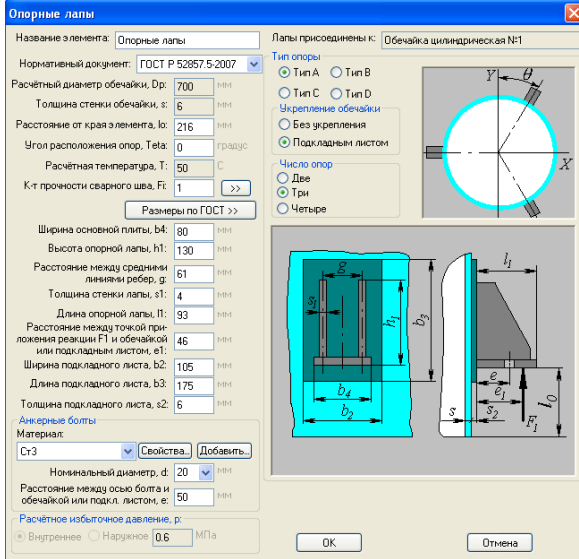 Опорные лапы
Название элемента: Опорные лапы
Лапы присоединены к: Обечайка цилиндрическая №1
Нормативный документ: ГОСТ Р 52857.5-2007
Расчётный диаметр обечайки, Dp: 700 мм
Толщина стенки обечайки, s: 6 мм
Расстояние от края элемента, lo: 216 мм
Угол расположения опор, Teta: 0 градус
Расчётная температура, T: 50 C
К-т прочности сварного шва, Fi: 1 >>
Размеры по ГОСТ >>
Ширина основной плиты, b4: 80 мм
Высота опорной лапы, h1: 130 мм
Расстояние между средними
линиями ребер, g: 61 мм
Толщина стенки лапы, s1: 4 мм
Длина опорной лапы, l1: 93 мм
Расстояние между точкой при-
ложения реакции F1 и обечайкой
или подкладным листом, e1: 46 мм
Ширина подкладного листа, b2: 105 мм
Длина подкладного листа, b3: 175 мм
Толщина подкладного листа, s2: 6 мм
Анкерные болты
Материал:
Ст3 Свойства.. Добавить..
Номинальный диаметр, d: 20 мм
Расстояние между осью болта и
обечайкой или подкл. листом, e: 50 мм
Расчётное избыточное давление, p:
Внутреннее Наружное 0.6 МПа
Тип опоры
Тип A Тип B
Тип C Тип D
Укрепление обечайки
Без укрепления
Подкладным листом
Число опор
Две
Три
Четыре
Y θ
X
g
s1
h1
b3
b4
b2
l1
e
e1
s s2
F1
l0
OK Отмена